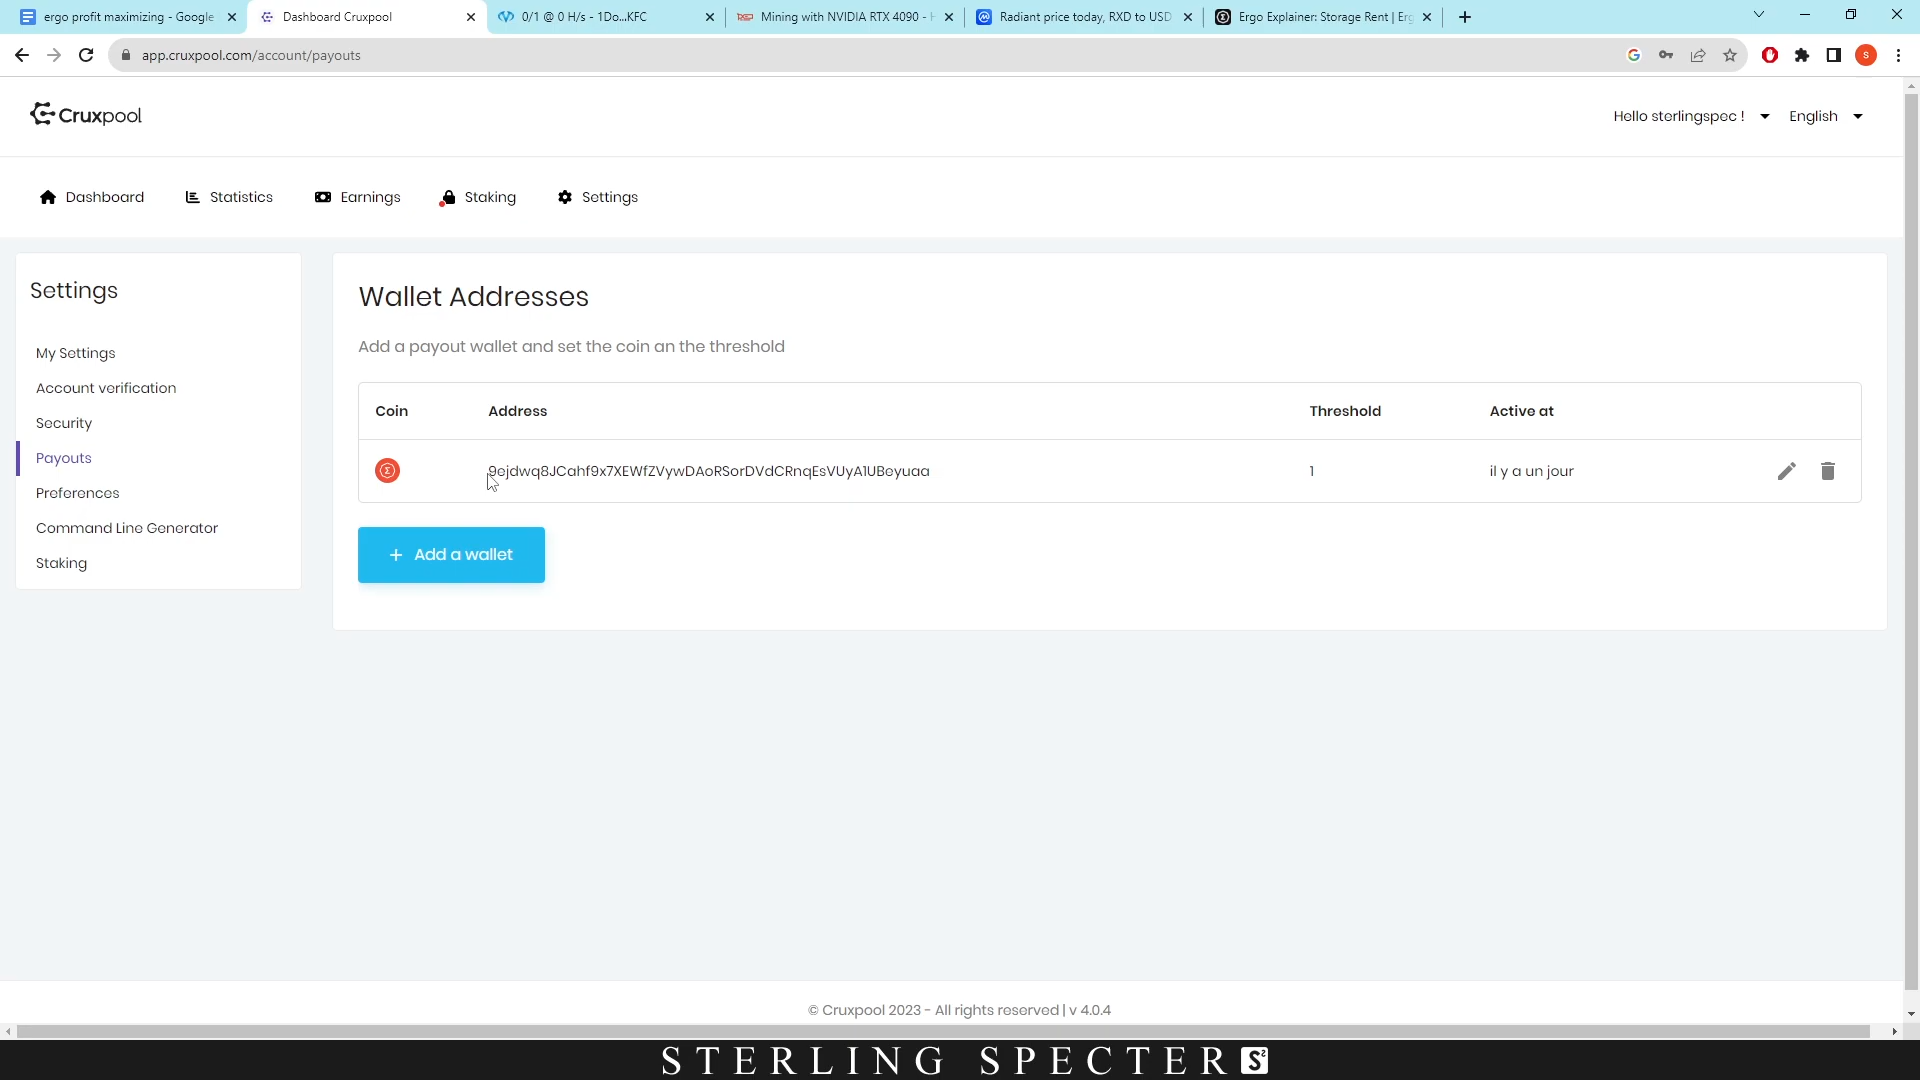 ergo profit maximizing - Google
Dashboard Cruxpool
0/1 @ 0 H/s - 1Do...KFC
Mining with NVIDIA RTX 4090 -
Radiant price today, RXD to USD
Ergo Explainer: Storage Rent | Erg
app.cruxpool.com/account/payouts
S
Cruxpool
Hello sterlingspec !
English
Dashboard
Statistics
Earnings
Staking
Settings
Settings
My Settings
Account verification
Security
Payouts
Preferences
Command Line Generator
Staking
Wallet Addresses
Add a payout wallet and set the coin an the threshold
Coin Address Threshold Active at
9ejdwq8JCahf9x7XEWfZVywDAoRSorDVdCRnqEsVUyA1UBeyuaa 1 il y a un jour
+ Add a wallet
© Cruxpool 2023 - All rights reserved | v 4.0.4
STERLING SPECTER S²